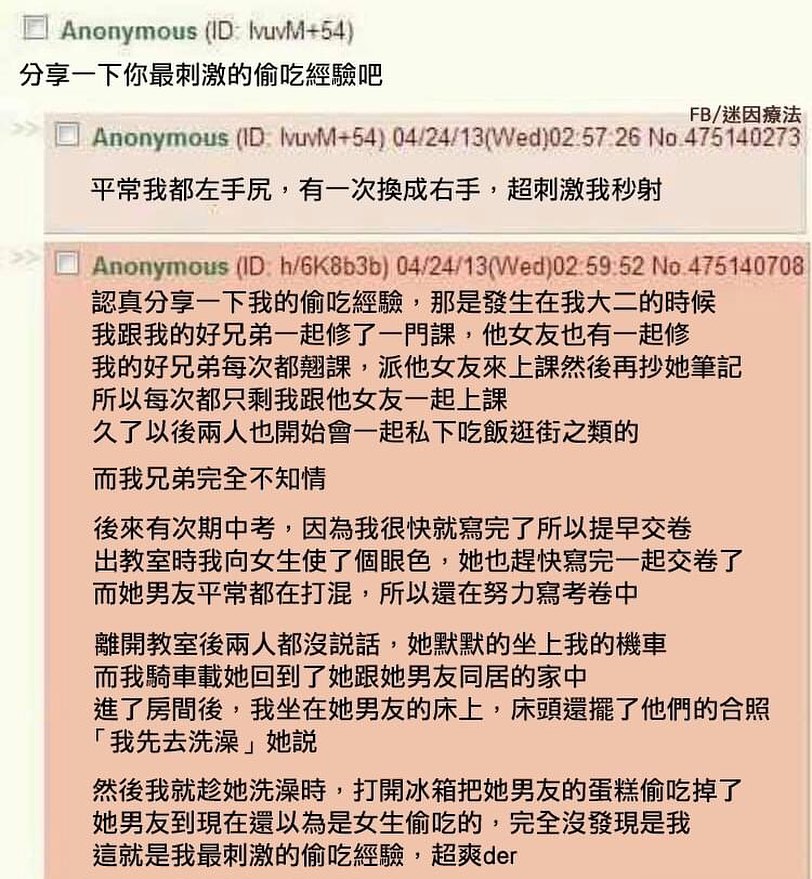 Anonymous (ID: lvuvM+54)
分享一下你最刺激的偷吃經驗吧
FB/迷因療法
>> Anonymous (ID: lvuvM+54) 04/24/13(Wed)02:57:26 No.475140273
平常我都左手尻，有一次換成右手，超刺激我秒射
>> Anonymous (ID: h/6K8b3b) 04/24/13(Wed)02:59:52 No.475140708
認真分享一下我的偷吃經驗，那是發生在我大二的時候
我跟我的好兄弟一起修了一門課，他女友也有一起修
我的好兄弟每次都翹課，派他女友來上課然後再抄她筆記
所以每次都只剩我跟他女友一起上課
久了以後兩人也開始會一起私下吃飯逛街之類的
而我兄弟完全不知情
後來有次期中考，因為我很快就寫完了所以提早交卷
出教室時我向女生使了個眼色，她也趕快寫完一起交卷了
而她男友平常都在打混，所以還在努力寫考卷中
離開教室後兩人都沒說話，她默默的坐上我的機車
而我騎車載她回到了她跟她男友同居的家中
進了房間後，我坐在她男友的床上，床頭還擺了他們的合照
「我先去洗澡」她說
然後我就趁她洗澡時，打開冰箱把她男友的蛋糕偷吃掉了
她男友到現在還以為是女生偷吃的，完全沒發現是我
這就是我最刺激的偷吃經驗，超爽der